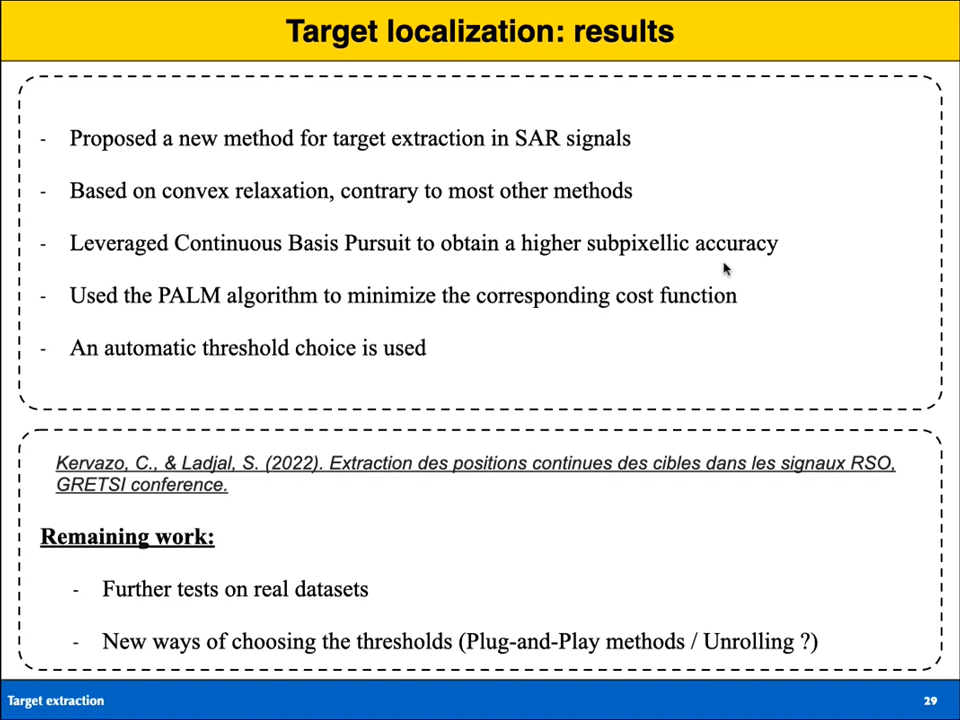 Target localization: results
- Proposed a new method for target extraction in SAR signals
- Based on convex relaxation, contrary to most other methods
- Leveraged Continuous Basis Pursuit to obtain a higher subpixellic accuracy
- Used the PALM algorithm to minimize the corresponding cost function
- An automatic threshold choice is used
Kervazo, C., & Ladjal, S. (2022). Extraction des positions continues des cibles dans les signaux RSO,
GRETSI conference.
Remaining work:
- Further tests on real datasets
- New ways of choosing the thresholds (Plug-and-Play methods / Unrolling ?)
Target extraction
29